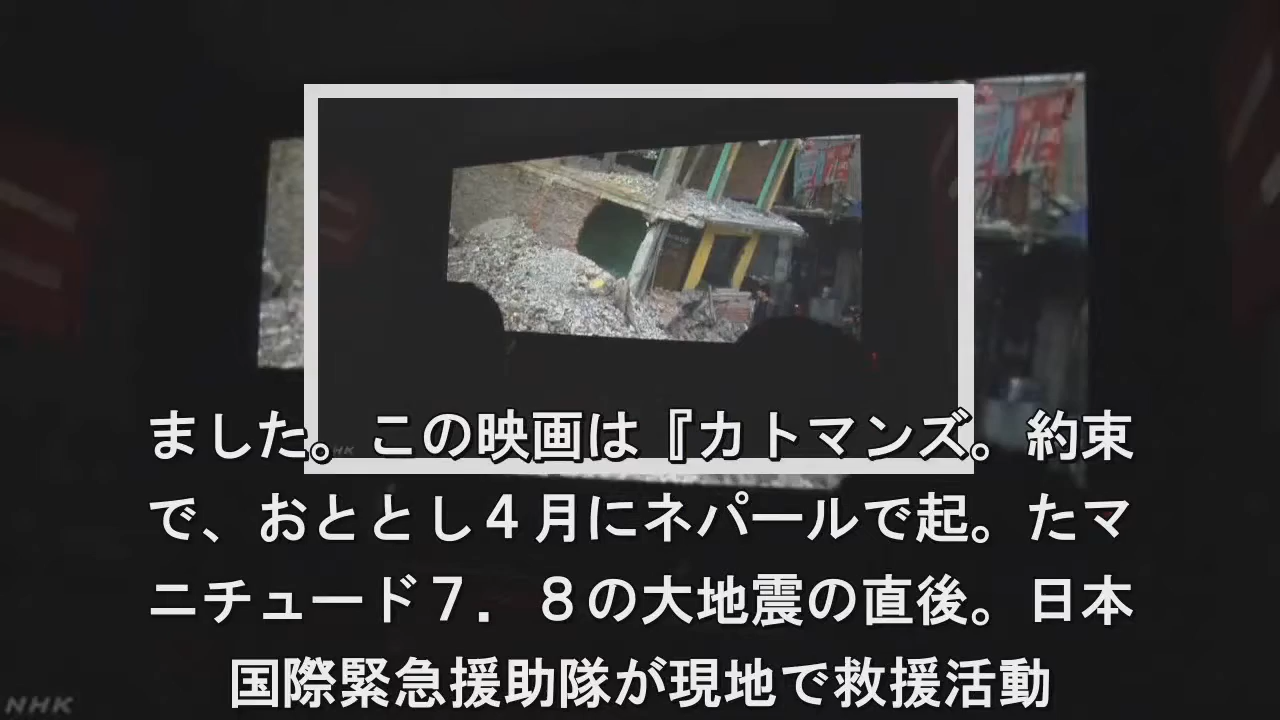 ました。この映画は『カトマンズ。約束
で、おととし４月にネパールで起。たマ
ニチュード７．８の大地震の直後。日本
国際緊急援助隊が現地で救援活動
NHK
NHK